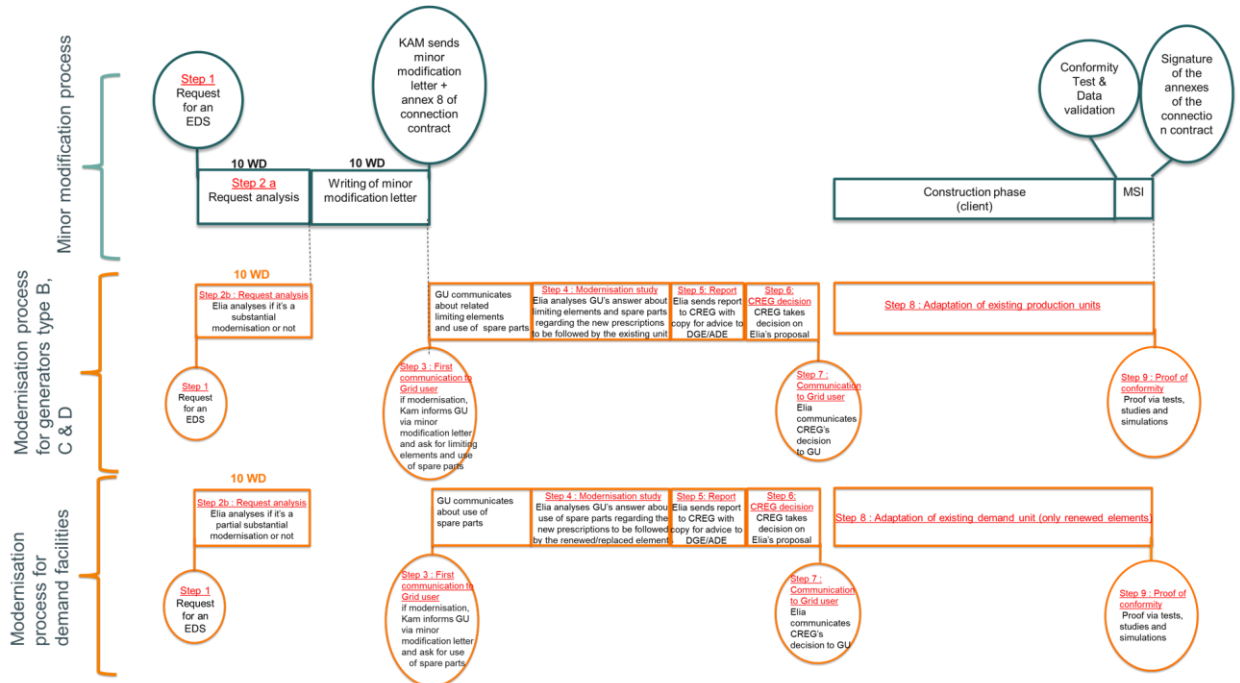 Minor modification process
Step 1
Request
for an
EDS
KAM sends
minor
modification
letter +
annex 8 of
connection
contract
Conformity
Test &
Data
validation
Signature
of the
annexes
of the
connectio
n contract
10 WD
10 WD
Step 2 a
Request analysis
Writing of minor
modification letter
Construction phase
(client)
MSI
Modernisation process
for generators type B,
C & D
10 WD
Step 2b : Request analysis
Elia analyses if it's a
substantial
modernisation or not
GU communicates
about related
limiting elements
and use of spare parts
Step 4 : Modernisation study
Elia analyses GU's answer about
limiting elements and spare parts
regarding the new prescriptions
to be followed by the existing unit
Step 5: Report
Elia sends report
to CREG with
copy for advice to
DGE/ADE
Step 6:
CREG decision
CREG takes
decision on
Elia's proposal
Step 8 : Adaptation of existing production units
Step 1
Request
for an
EDS
Step 3 : First
communication to
Grid user
if modernisation,
Kam informs GU
via minor
modification letter
and ask for limiting
elements and use
of spare parts
Step 7 :
Communication
to Grid user
Elia
communicates
CREG's
decision
to GU
Step 9 : Proof of
conformity
Proof via tests,
studies and
simulations
Modernisation
process for
demand facilities
10 WD
Step 2b : Request analysis
Elia analyses if it's a
partial substantial
modernisation or not
GU communicates
about use of
spare parts
Step 4 : Modernisation study
Elia analyses GU's answer about
use of spare parts regarding the
new prescriptions to be followed
by the renewed/replaced elements
Step 5: Report
Elia sends report
to CREG with
copy for advice to
DGE/ADE
Step 6:
CREG decision
CREG takes
decision on
Elia's proposal
Step 8 : Adaptation of existing demand unit (only renewed elements)
Step 1
Request
for an
EDS
Step 3 : First
communication to
Grid user
if modernisation,
Kam informs GU
via minor
modification letter
and ask for use
of spare parts
Step 7 :
Communication
to Grid user
Elia
communicates
CREG's
decision to GU
Step 9 : Proof of
conformity
Proof via tests,
studies and
simulations